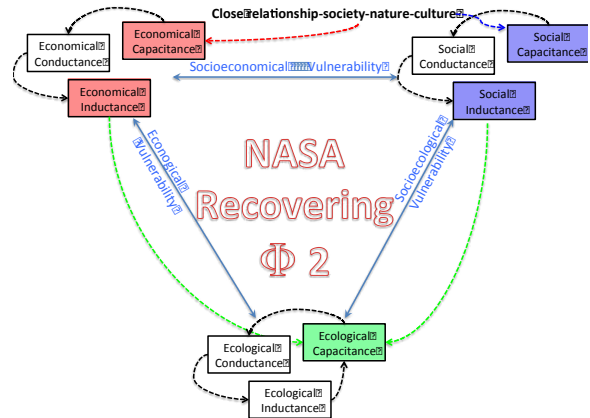 Close relationship-society-nature-culture
Economical
Capacitance
Economical
Conductance
Economical
Inductance
Social
Conductance
Social
Capacitance
Social
Inductance
Socioeconomical Vulnerability
Econogical
Vulnerability
Socioecological
Vulnerability
NASA
Recovering
Φ 2
Ecological
Conductance
Ecological
Capacitance
Ecological
Inductance